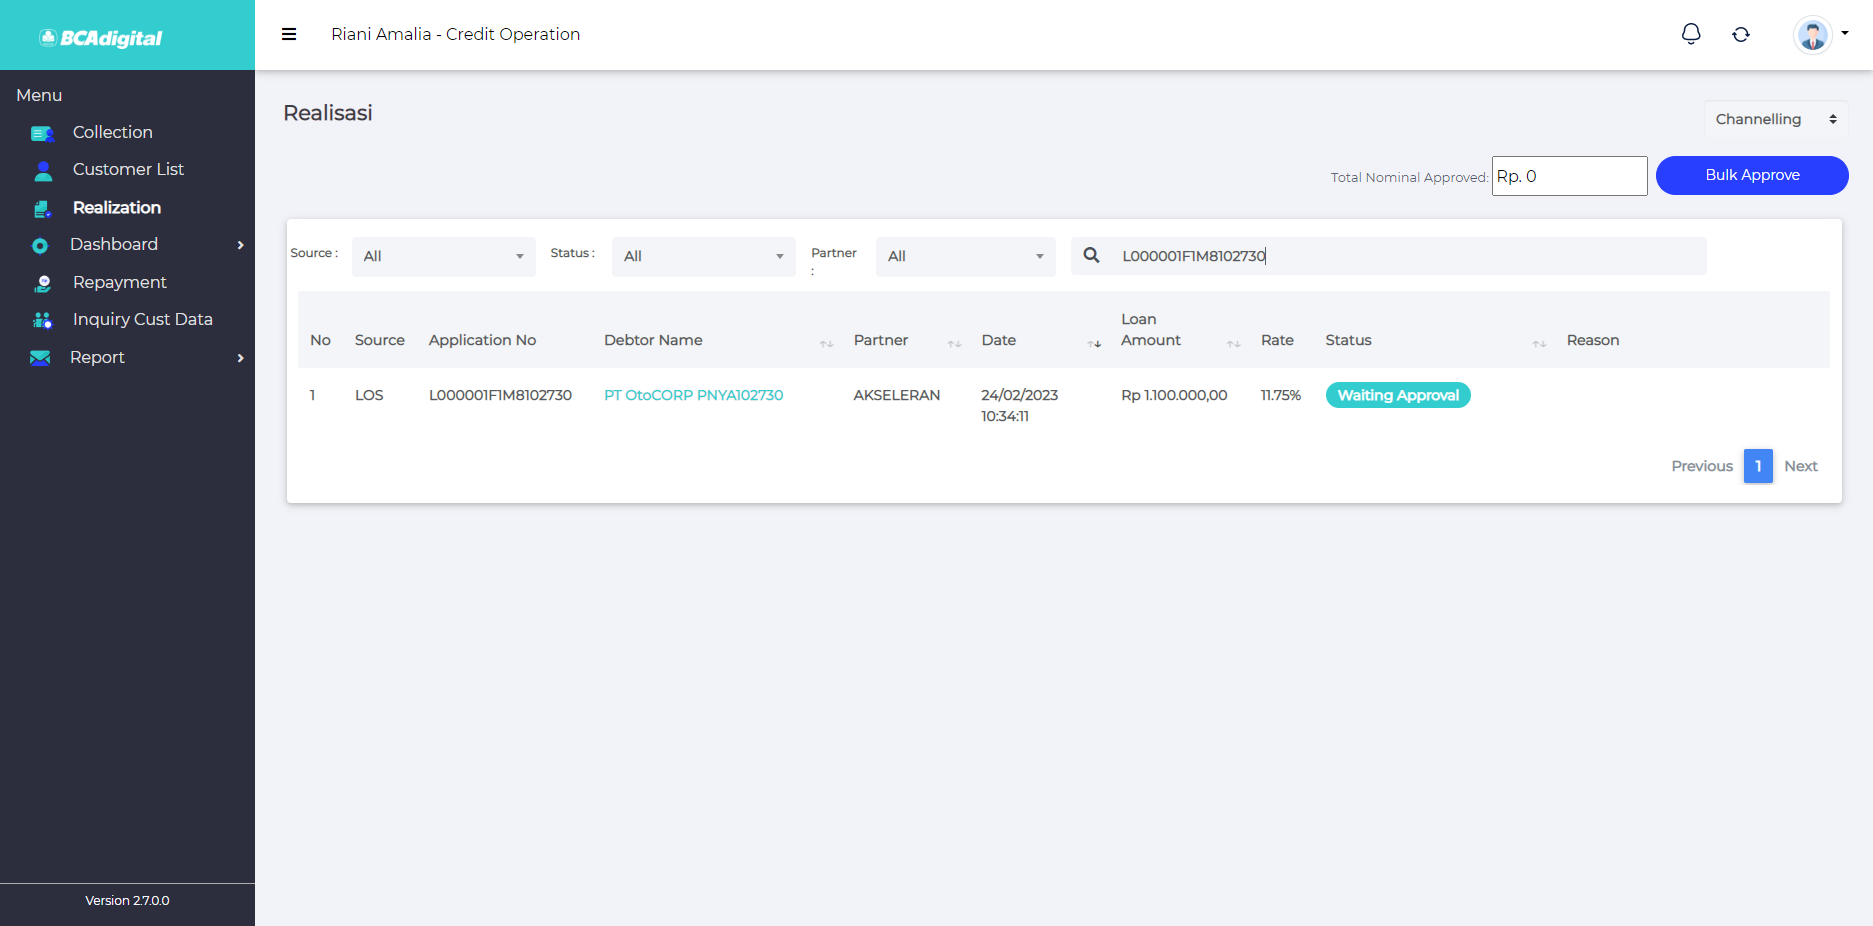 BCAdigital
Riani Amalia - Credit Operation
Menu
Collection
Customer List
Realization
Dashboard
Repayment
Inquiry Cust Data
Report
Version 2.7.0.0
Realisasi
Channelling
Total Nominal Approved: Rp. 0 Bulk Approve
Source : All Status : All Partner : All L000001F1M8102730
No Source Application No Debtor Name Partner Date Loan Amount Rate Status Reason
1 LOS L000001F1M8102730 PT OtoCORP PNYA102730 AKSELERAN 24/02/2023 10:34:11 Rp 1.100.000,00 11.75% Waiting Approval
Previous 1 Next